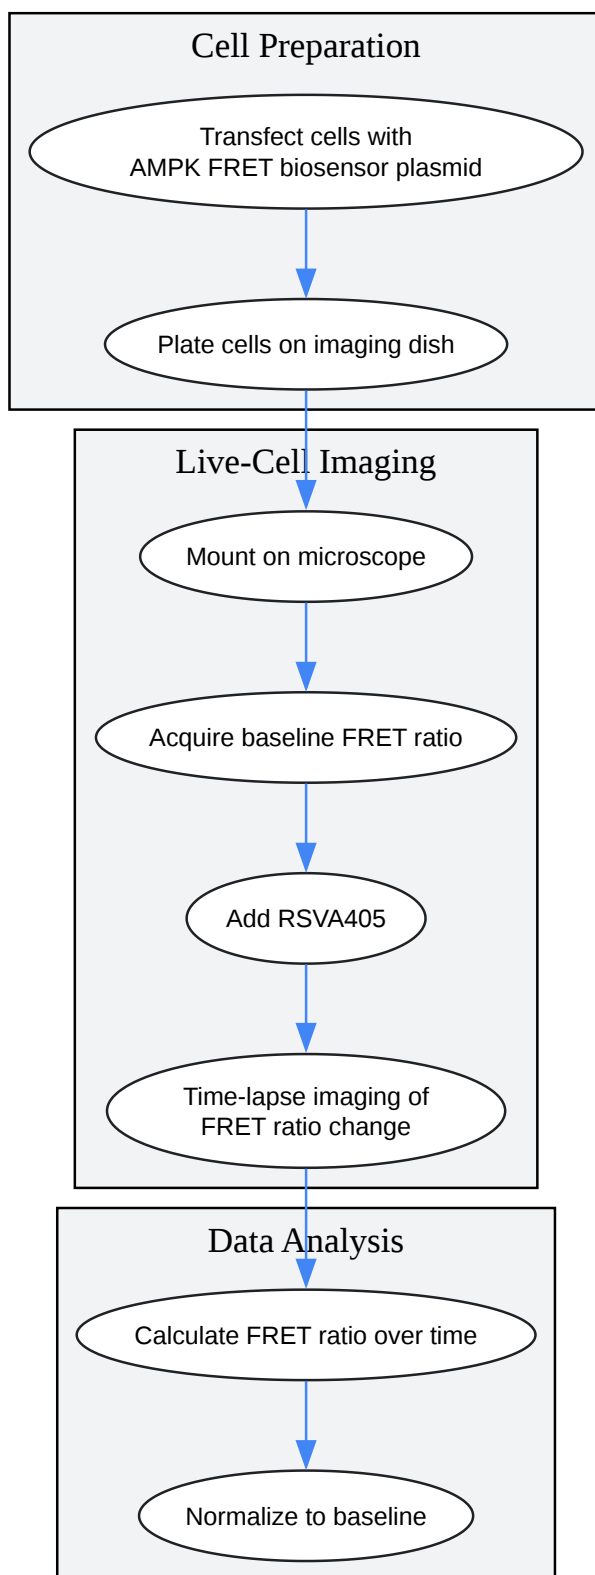 Cell Preparation
Transfect cells with
AMPK FRET biosensor plasmid
Plate cells on imaging dish
Live-Cell Imaging
Mount on microscope
Acquire baseline FRET ratio
Add RSVA405
Time-lapse imaging of
FRET ratio change
Data Analysis
Calculate FRET ratio over time
Normalize to baseline